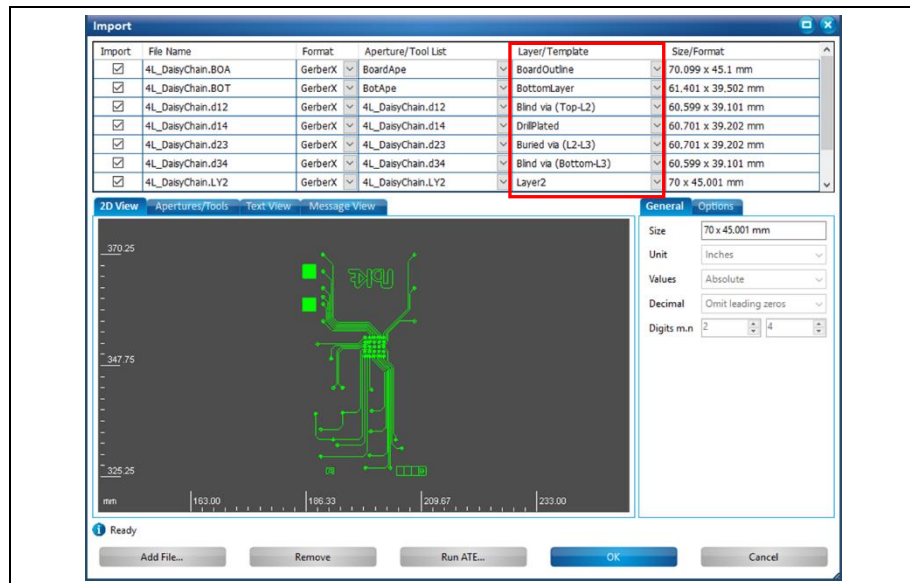 Import
Import File Name Format Aperture/Tool List Layer/Template Size/Format
4L_DaisyChain.BOA GerberX BoardApe BoardOutline 70.099 x 45.1 mm
4L_DaisyChain.BOT GerberX BotApe BottomLayer 61.401 x 39.502 mm
4L_DaisyChain.d12 GerberX 4L_DaisyChain.d12 Blind via (Top-L2) 60.599 x 39.101 mm
4L_DaisyChain.d14 GerberX 4L_DaisyChain.d14 DrillPlated 60.701 x 39.202 mm
4L_DaisyChain.d23 GerberX 4L_DaisyChain.d23 Buried via (L2-L3) 60.701 x 39.202 mm
4L_DaisyChain.d34 GerberX 4L_DaisyChain.d34 Blind via (Bottom-L3) 60.599 x 39.101 mm
4L_DaisyChain.LY2 GerberX 4L_DaisyChain.LY2 Layer2 70 x 45.001 mm
2D View Apertures/Tools Text View Message View General Options
Size 70 x 45.001 mm
Unit Inches
Values Absolute
Decimal Omit leading zeros
Digits m.n 2 4
370.25
347.75
325.25
mm 163.00 186.33 209.67 233.00
Ready
Add File... Remove Run ATE... OK Cancel